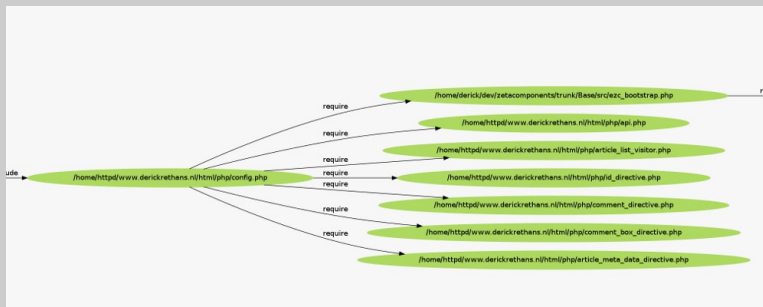 /home/derick/dev/zetacomponents/trunk/Base/src/ezc_bootstrap.php
require
/home/httpd/www.derickrethans.nl/html/php/api.php
require
/home/httpd/www.derickrethans.nl/html/php/article_list_visitor.php
require
ude
/home/httpd/www.derickrethans.nl/html/php/config.php
require
/home/httpd/www.derickrethans.nl/html/php/id_directive.php
require
/home/httpd/www.derickrethans.nl/html/php/comment_directive.php
require
/home/httpd/www.derickrethans.nl/html/php/comment_box_directive.php
require
/home/httpd/www.derickrethans.nl/html/php/article_meta_data_directive.php